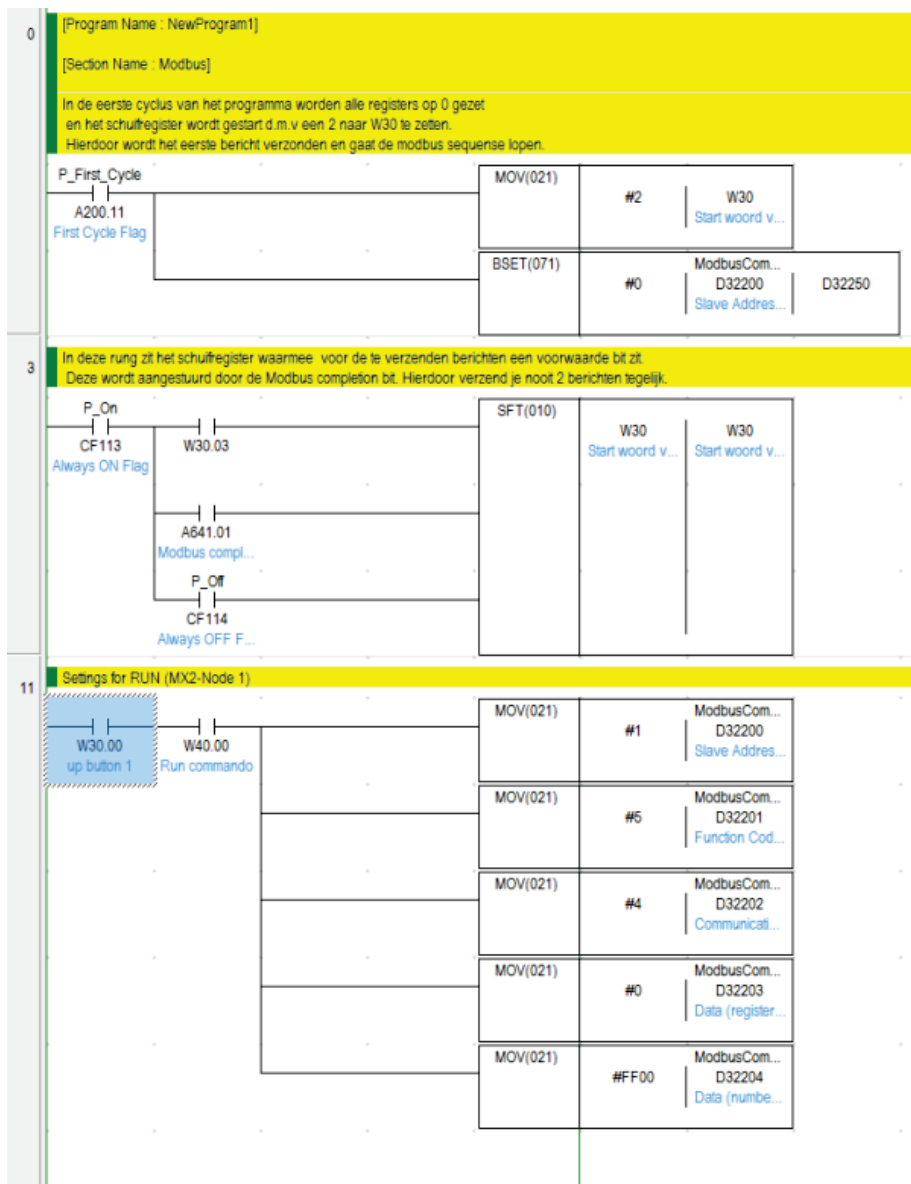 0
[Program Name : NewProgram1]
[Section Name : Modbus]
In de eerste cyclus van het programma worden alle registers op 0 gezet
en het schuifregister wordt gestart d.m.v een 2 naar W30 te zetten.
Hierdoor wordt het eerste bericht verzonden en gaat de modbus sequense lopen.
P_First_Cycle
A200.11
First Cycle Flag
MOV(021)
#2
W30
Start woord v...
BSET(071)
#0
ModbusCom...
D32200
Slave Addres...
D32250
3
In deze rung zit het schuifregister waarmee voor de te verzenden berichten een voorwaarde bit zit.
Deze wordt aangestuurd door de Modbus completion bit. Hierdoor verzend je nooit 2 berichten tegelijk.
P_On
CF113
Always ON Flag
W30.03
A641.01
Modbus compl...
P_Off
CF114
Always OFF F...
SFT(010)
W30
Start woord v...
W30
Start woord v...
11
Settings for RUN (MX2-Node 1)
W30.00
up button 1
W40.00
Run commando
MOV(021)
#1
ModbusCom...
D32200
Slave Addres...
MOV(021)
#5
ModbusCom...
D32201
Function Cod...
MOV(021)
#4
ModbusCom...
D32202
Communicati...
MOV(021)
#0
ModbusCom...
D32203
Data (register...
MOV(021)
#FF00
ModbusCom...
D32204
Data (numbe...